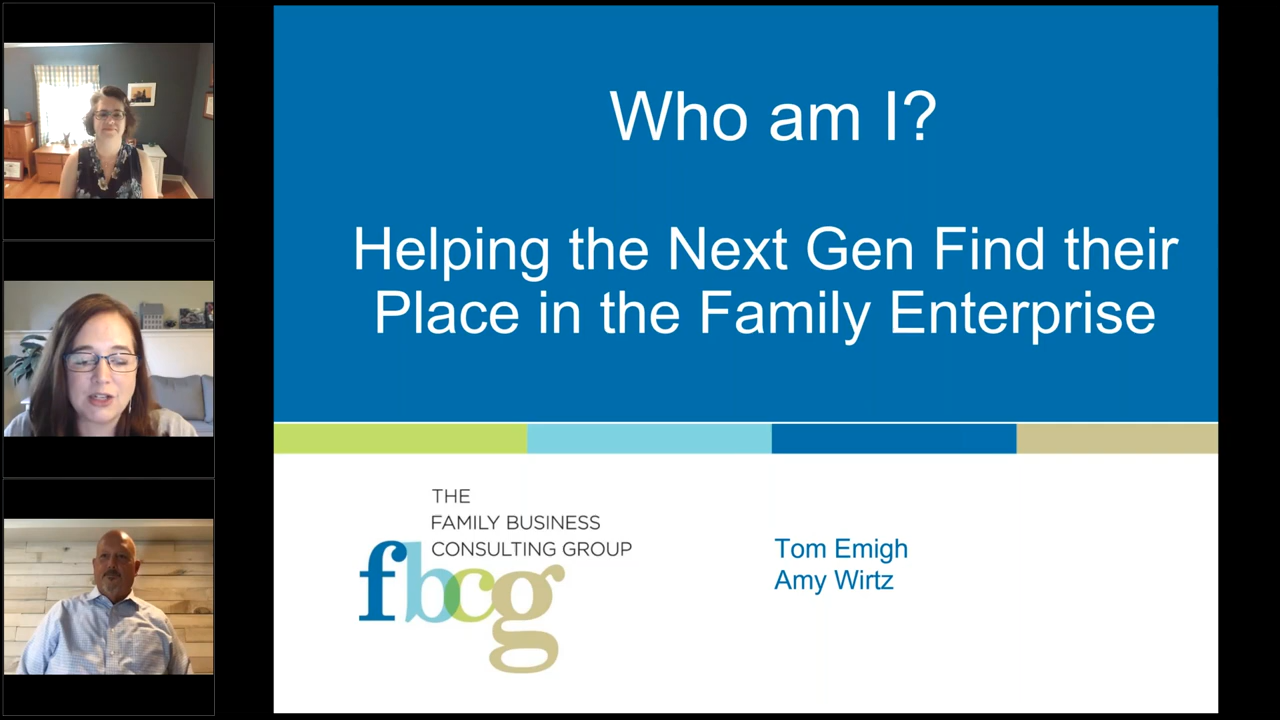 Who am I?
Helping the Next Gen Find their
Place in the Family Enterprise
THE
FAMILY BUSINESS
CONSULTING GROUP
fbcg
Tom Emigh
Amy Wirtz